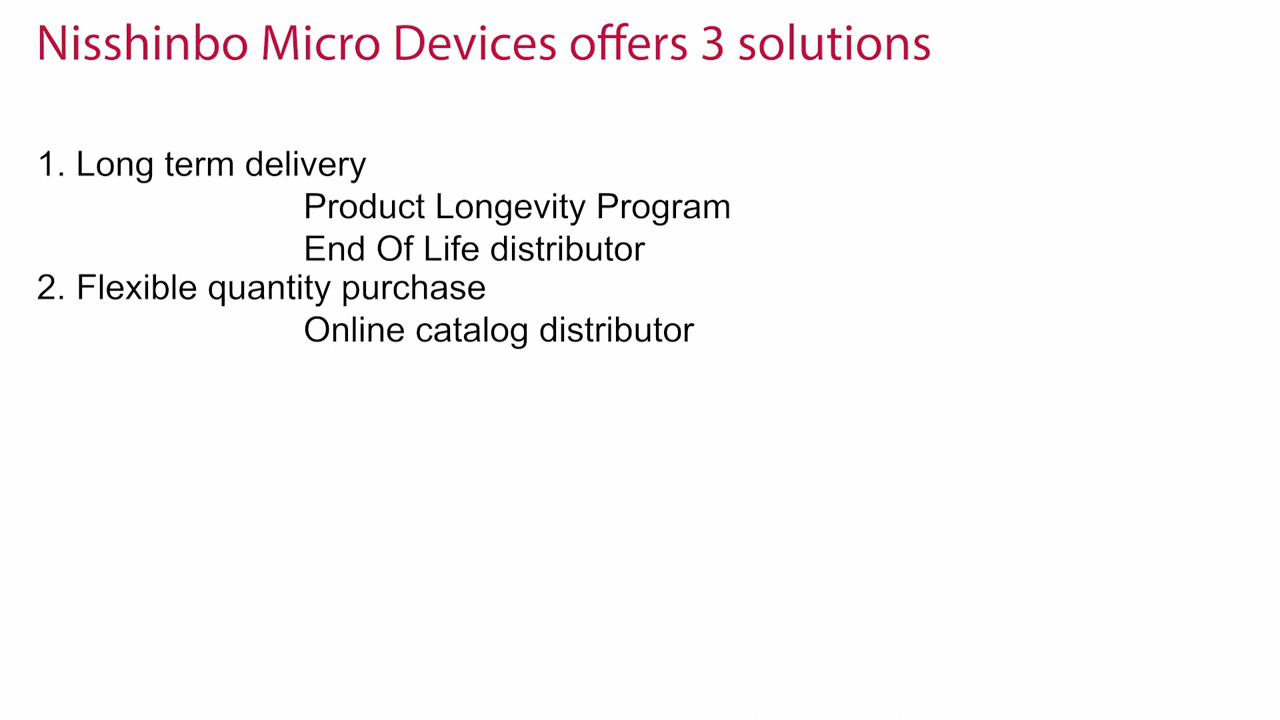 Nisshinbo Micro Devices offers 3 solutions
1. Long term delivery
Product Longevity Program
End Of Life distributor
2. Flexible quantity purchase
Online catalog distributor